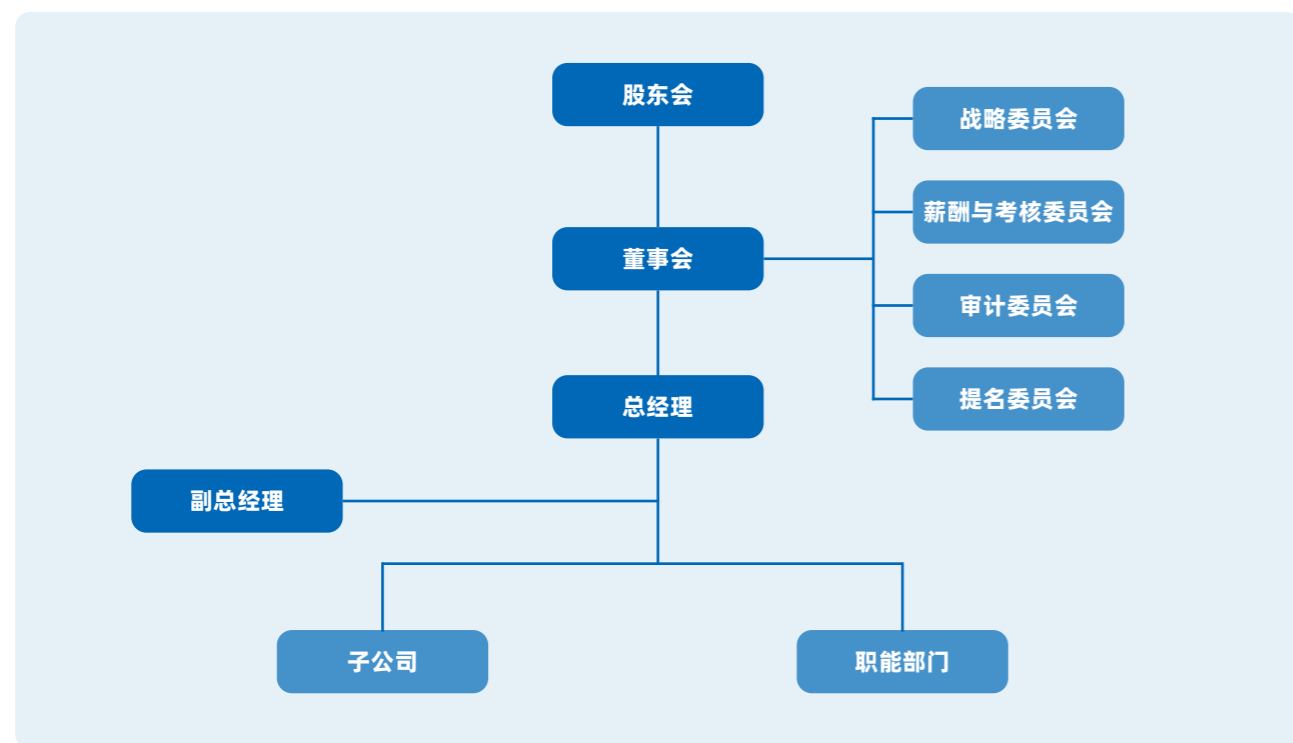 股东会
战略委员会
薪酬与考核委员会
董事会
审计委员会
提名委员会
总经理
副总经理
子公司
职能部门